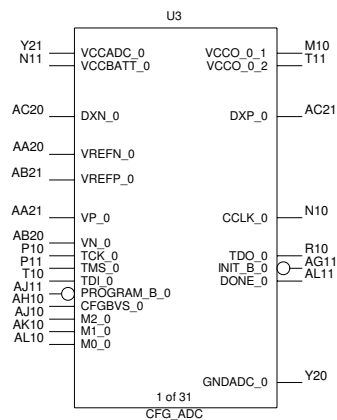 U3
Y21 VCCADC_0 VCCO_0_1 M10
N11 VCCBATT_0 VCCO_0_2 T11
AC20 DXN_0 DXP_0 AC21
AA20 VREFN_0
AB21 VREFP_0
AA21 VP_0 CCLK_0 N10
AB20 VN_0
P10 TCK_0 TDO_0 R10
P11 TMS_0 INIT_B_0 AG11
T10 TDI_0 DONE_0 AL11
AJ11 PROGRAM_B_0
AH10 CFGBVS_0
AJ10 M2_0
AK10 M1_0
AL10 M0_0
GNDADC_0 Y20
1 of 31
CFG_ADC